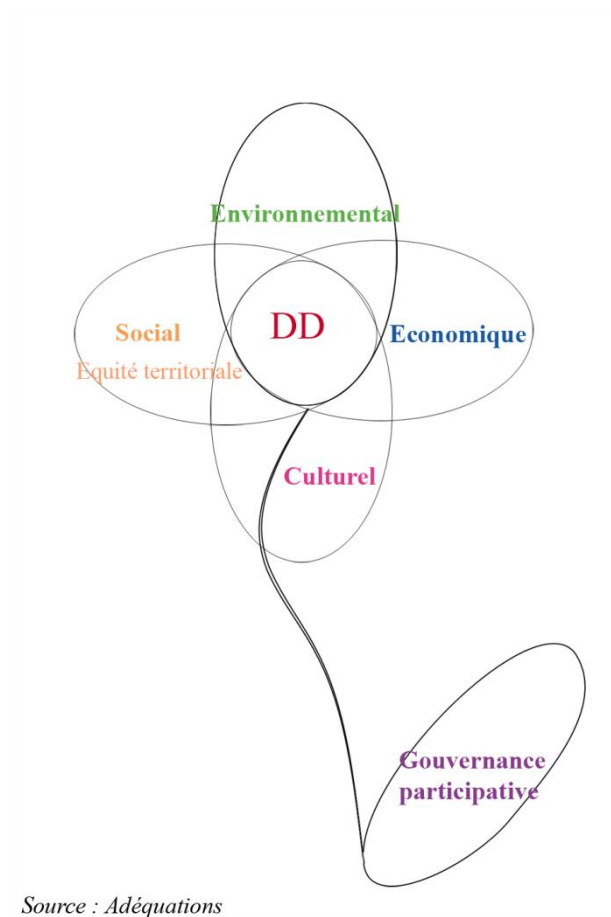 Environnemental
DD
Social
Economique
Equité territoriale
Culturel
Gouvernance
participative
Source : Adéquations